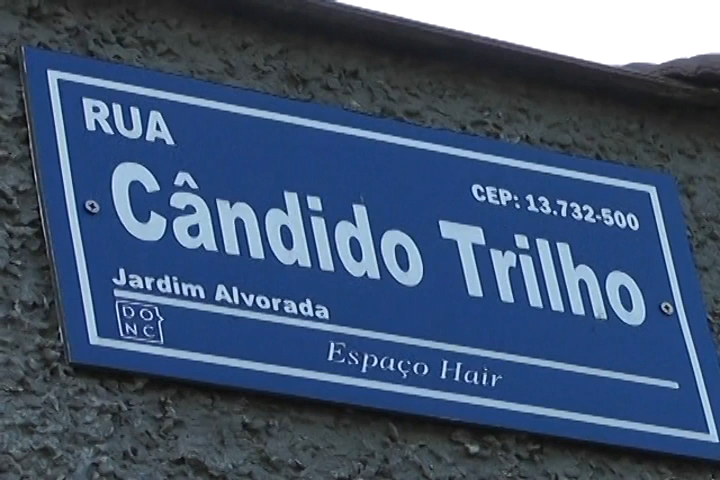 RUA
CEP: 13.732-500
Cândido Trilho
Jardim Alvorada
DO
NC
Espaço Hair